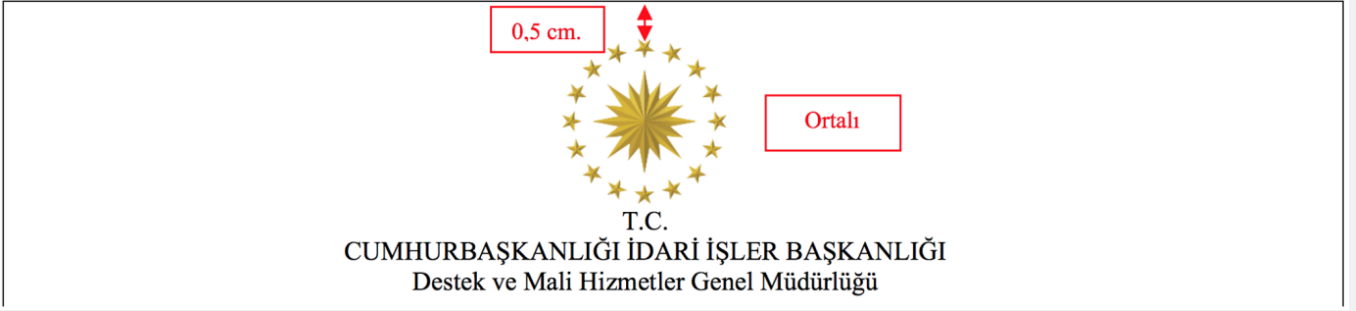 0,5 cm.
Ortalı
T.C.
CUMHURBAŞKANLIĞI İDARİ İŞLER BAŞKANLIĞI
Destek ve Mali Hizmetler Genel Müdürlüğü